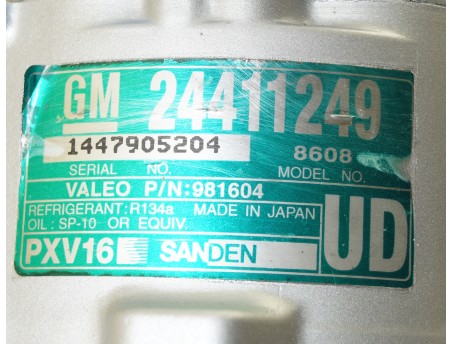 GM 24411249
1447905204 8608
SERIAL NO. MODEL NO.
VALEO P/N:981604
REFRIGERANT:R134a MADE IN JAPAN
OIL:SP-10 OR EQUIV.
PXV16 SANDEN UD